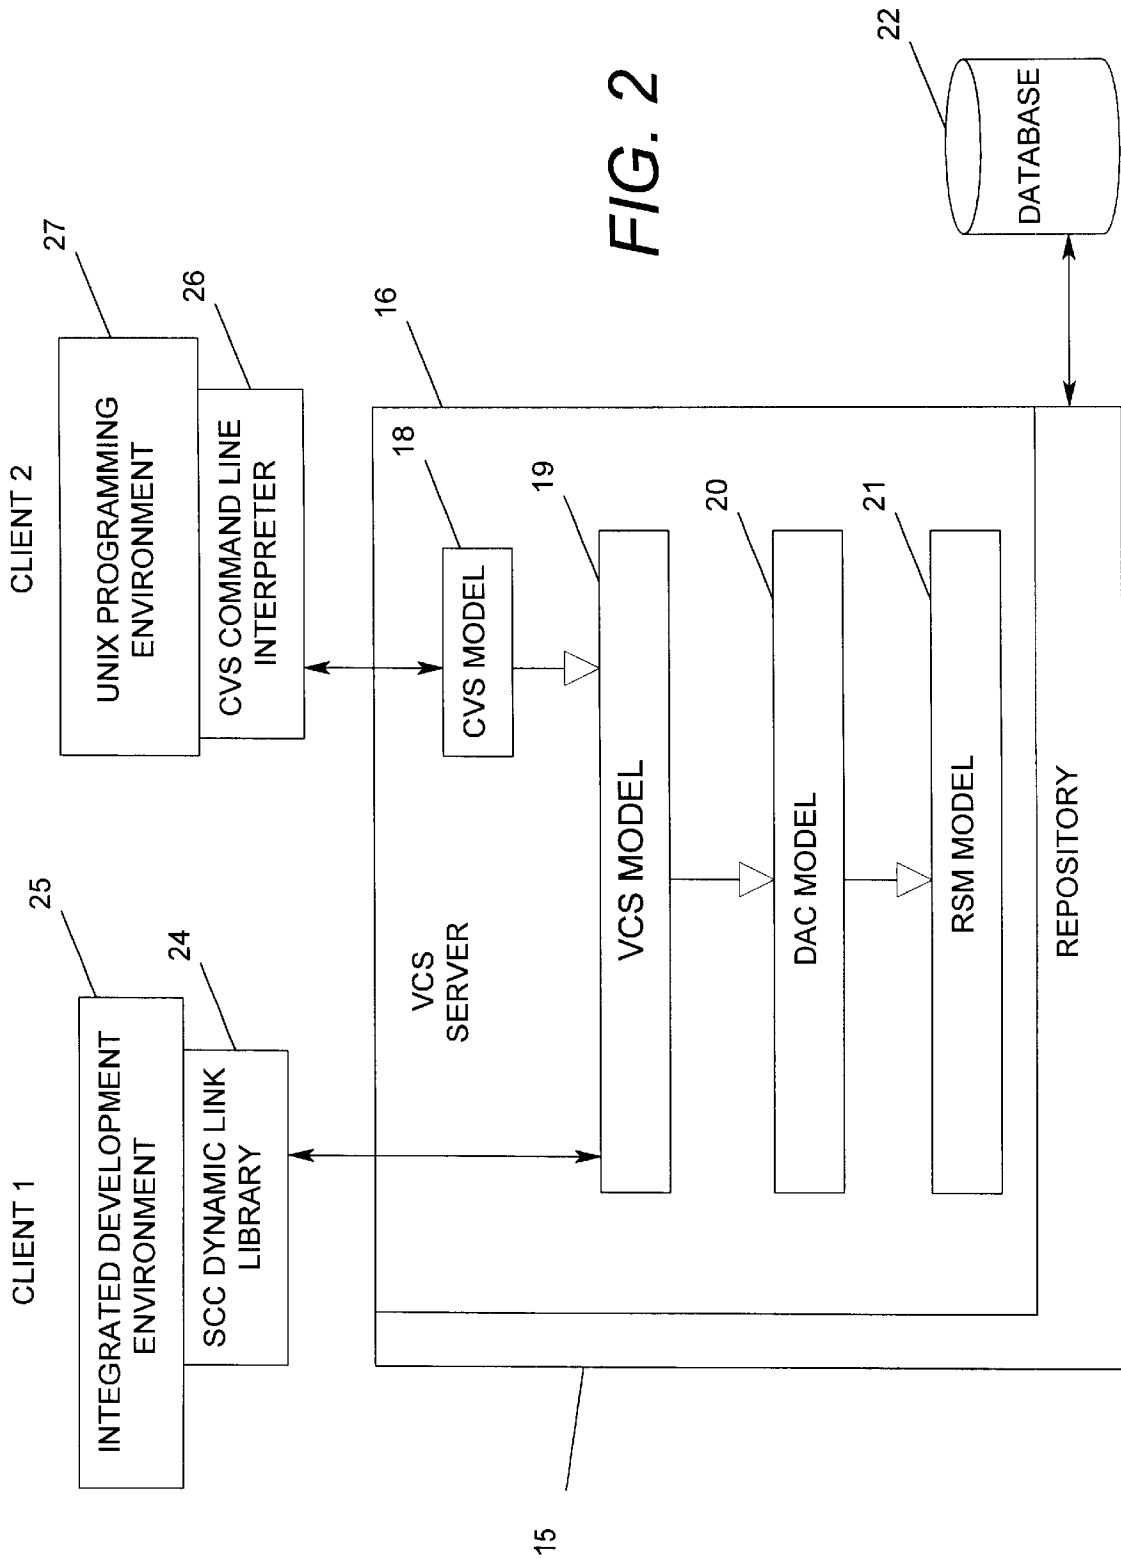 CLIENT 1
CLIENT 2
25
INTEGRATED DEVELOPMENT
ENVIRONMENT
24
SCC DYNAMIC LINK
LIBRARY
27
UNIX PROGRAMMING
ENVIRONMENT
26
CVS COMMAND LINE
INTERPRETER
15
VCS
SERVER
16
18
CVS MODEL
19
VCS MODEL
20
DAC MODEL
21
RSM MODEL
REPOSITORY
FIG. 2
22
DATABASE